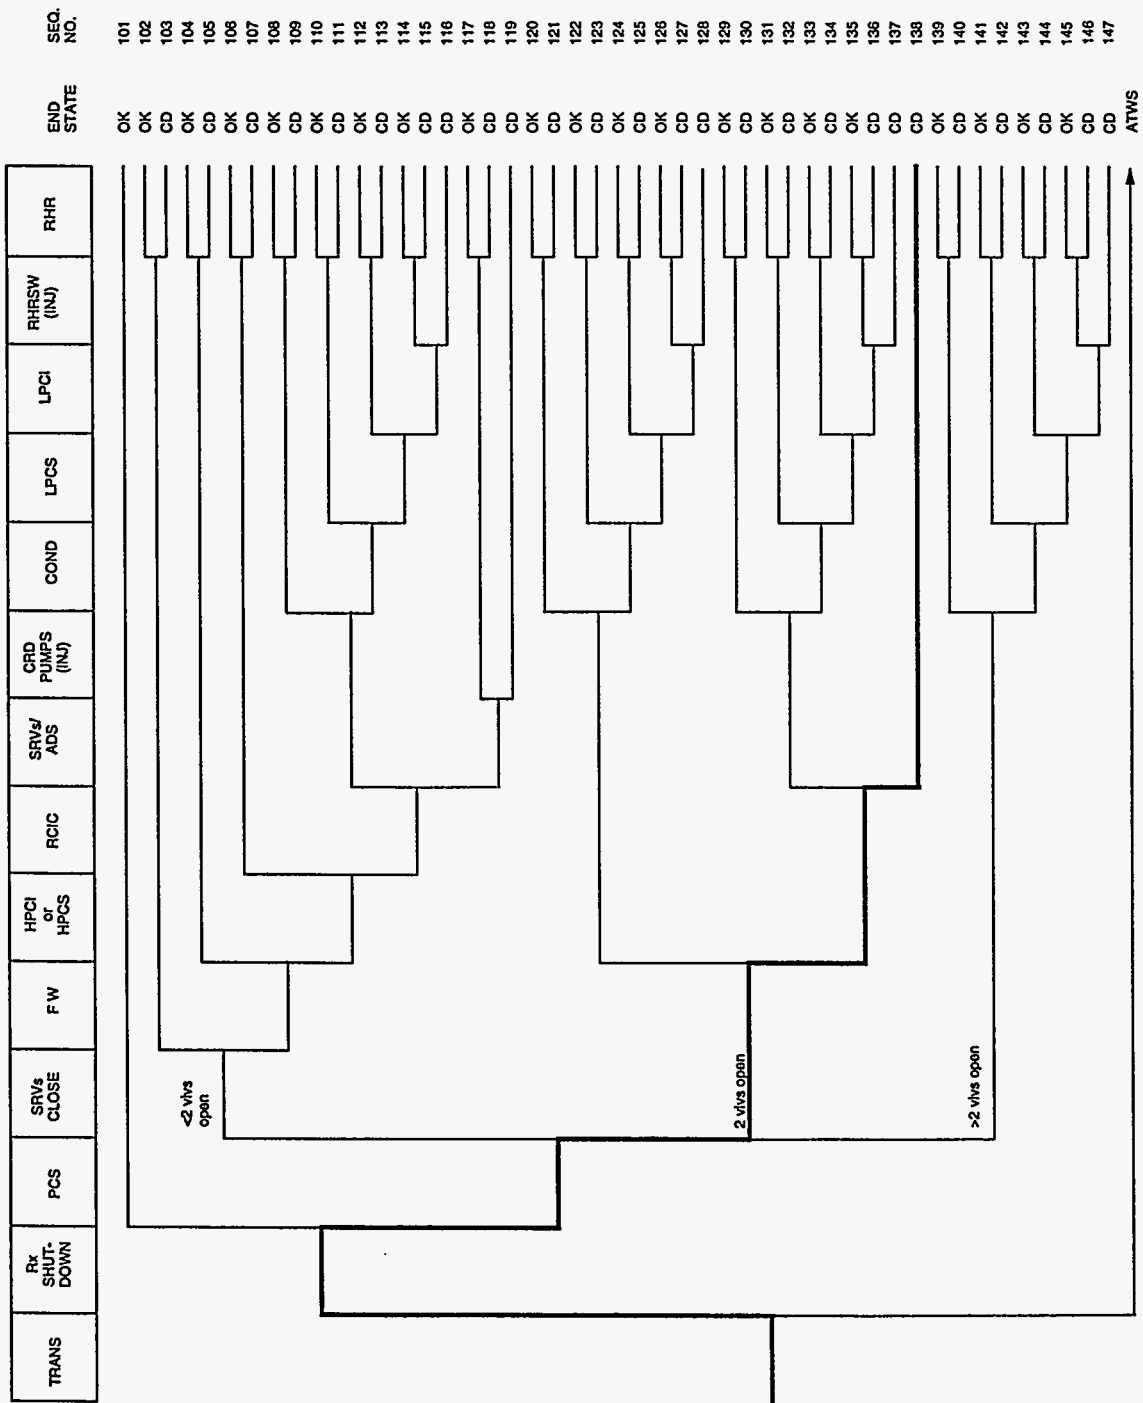 TRANS
Rx
SHUT-
DOWN
PCS
SRVs
CLOSE
FW
HPCI
or
HPCS
RCIC
SRVs/
ADS
CRD
PUMPS
(INJ)
COND
LPCS
LPCI
RHRSW
(INJ)
RHR
END
STATE
SEQ.
NO.
OK 101
OK 102
CD 103
OK 104
CD 105
OK 106
CD 107
OK 108
CD 109
OK 110
CD 111
OK 112
CD 113
OK 114
CD 115
CD 116
OK 117
CD 118
CD 119
OK 120
CD 121
OK 122
CD 123
OK 124
CD 125
OK 126
CD 127
CD 128
OK 129
CD 130
OK 131
CD 132
OK 133
CD 134
OK 135
CD 136
CD 137
CD 138
OK 139
CD 140
OK 141
CD 142
OK 143
CD 144
OK 145
CD 146
CD 147
ATWS
<2 vlvs
open
2 vlvs open
>2 vlvs open